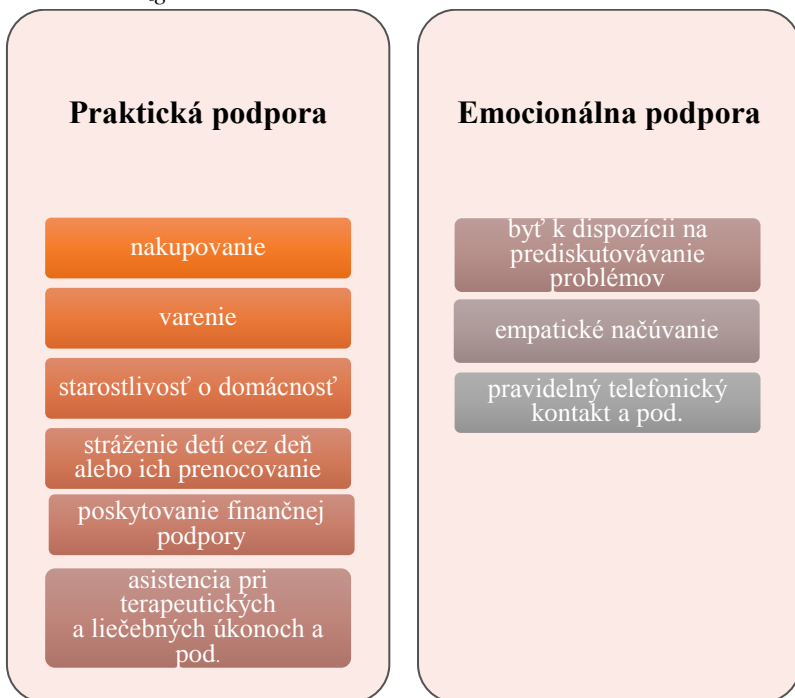 Praktická podpora
nakupovanie
varenie
starostlivosť o domácnosť
stráženie detí cez deň
alebo ich prenocovanie
poskytovanie finančnej
podpory
asistencia pri
terapeutických
a liečebných úkonoch a
pod.
Emocionálna podpora
byť k dispozícii na
prediskutovávanie
problémov
empatické načúvanie
pravidelný telefonický
kontakt a pod.